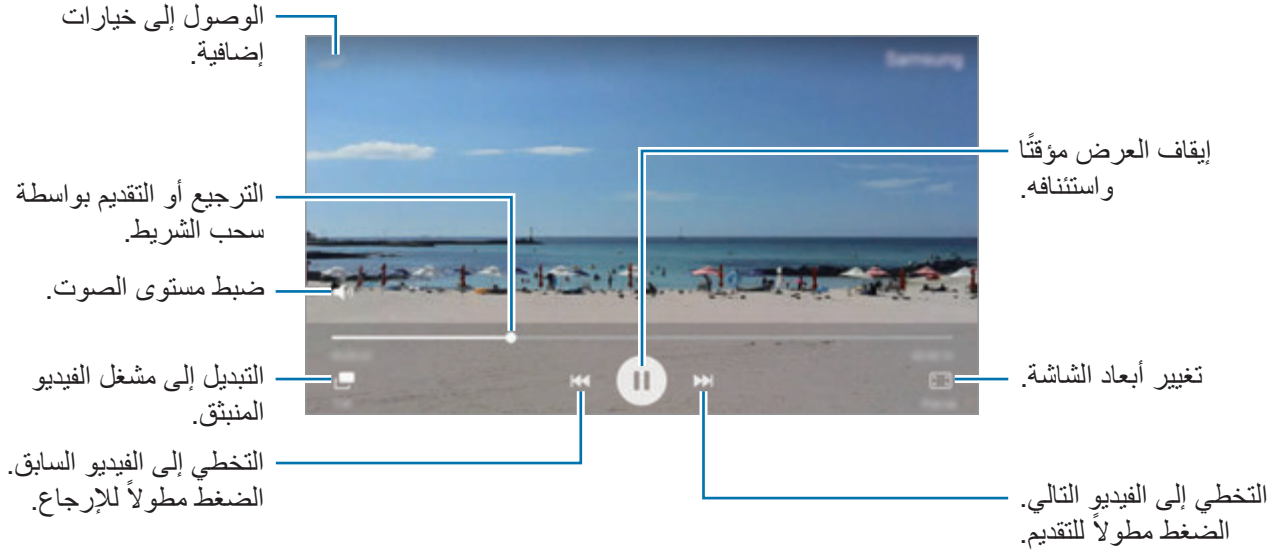 الوصول إلى خيارات
إضافية.
Samsung
إيقاف العرض مؤقتًا
واستئنافه.
الترجيع أو التقديم بواسطة
سحب الشريط.
ضبط مستوى الصوت.
التبديل إلى مشغل الفيديو
المنبثق.
تغيير أبعاد الشاشة.
التخطي إلى الفيديو السابق.
الضغط مطولاً للإرجاع.
التخطي إلى الفيديو التالي.
الضغط مطولاً للتقديم.